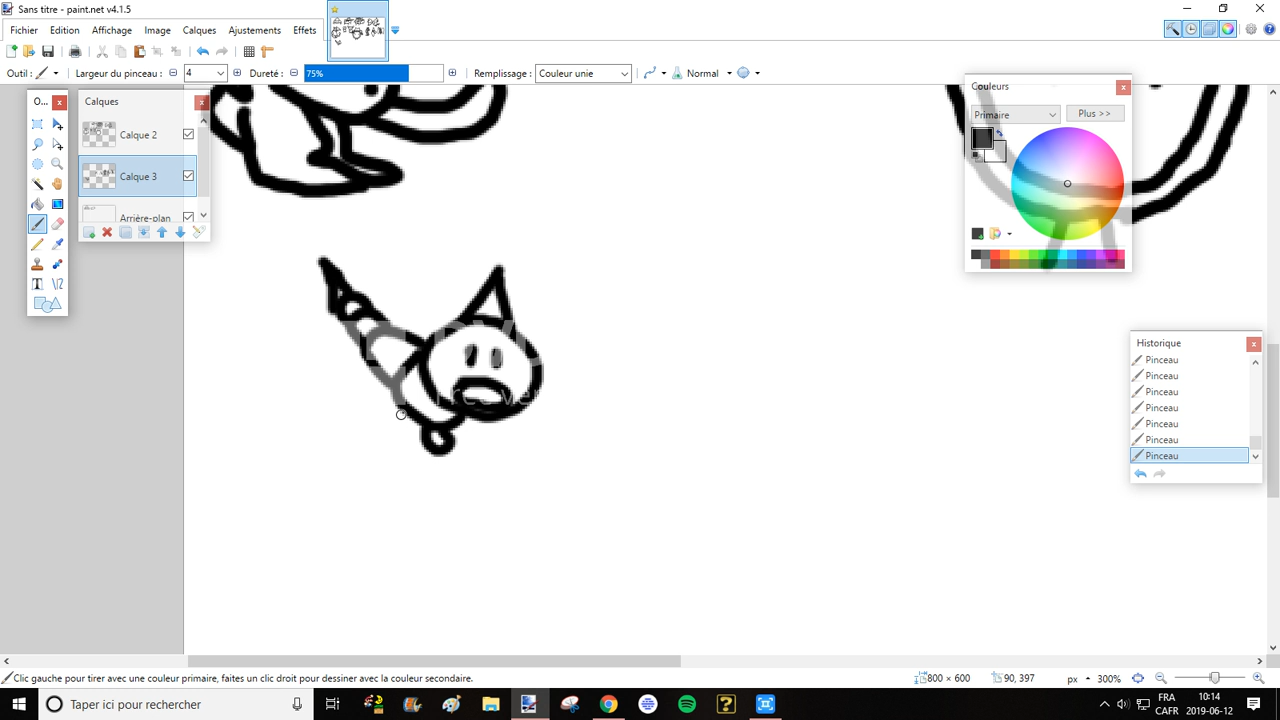 Sans titre - paint.net v4.1.5
Fichier Edition Affichage Image Calques Ajustements Effets
Outil : Largeur du pinceau : 4 Dureté : 75% Remplissage : Couleur unie Normal
O...
Calques
Calque 2
Calque 3
Arrière-plan
Couleurs
Primaire
Plus >>
Historique
Pinceau
Pinceau
Pinceau
Pinceau
Pinceau
Pinceau
Pinceau
Clic gauche pour tirer avec une couleur primaire, faites un clic droit pour dessiner avec la couleur secondaire.
800 × 600
90, 397
px
300%
Taper ici pour rechercher
FRA
CAFR
10:14
2019-06-12